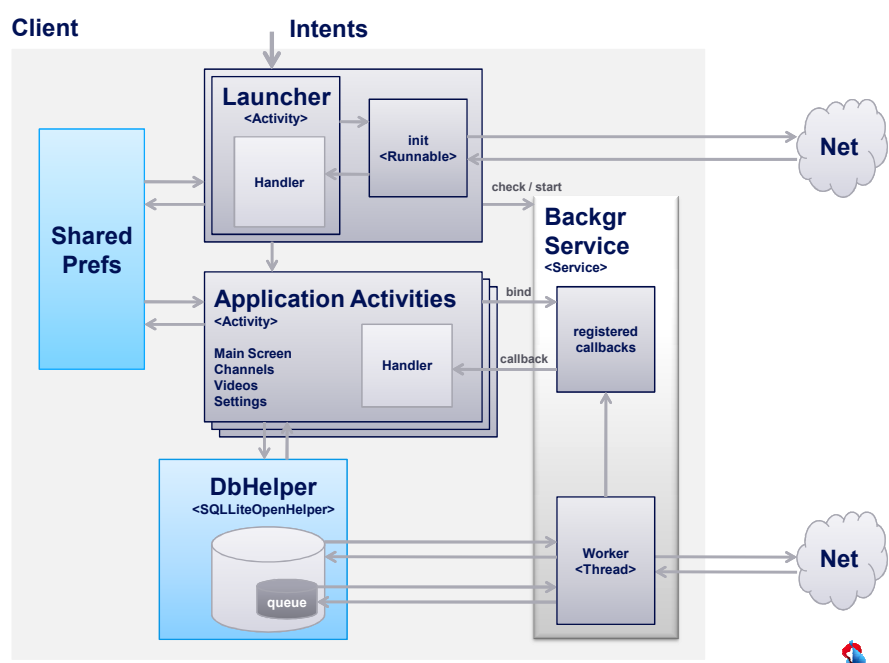 Client
Intents
Launcher
<Activity>
init
<Runnable>
Handler
Net
check / start
Shared
Prefs
Backgr
Service
<Service>
Application Activities
<Activity>
bind
registered
callbacks
Main Screen
Channels
Videos
Settings
Handler
callback
DbHelper
<SQLLiteOpenHelper>
queue
Worker
<Thread>
Net